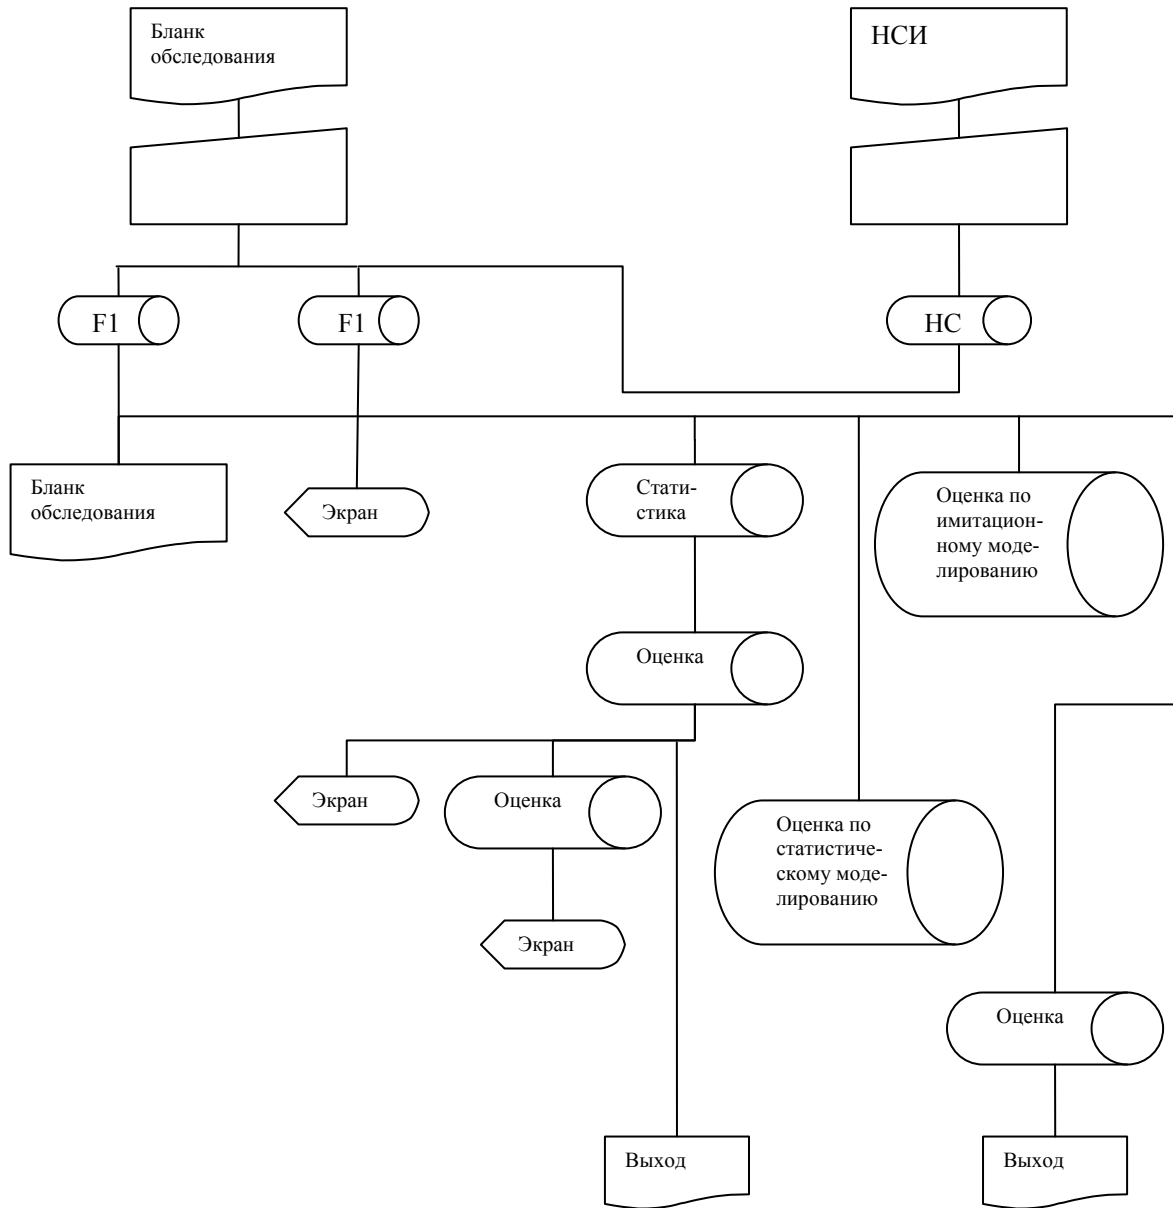 Бланк
обследования
НСИ
F1
F1
НС
Бланк
обследования
Экран
Стати-
стика
Оценка по
имитацион-
ному моде-
лированию
Оценка
Экран
Оценка
Оценка по
статистиче-
скому моде-
лированию
Экран
Оценка
Выход
Выход